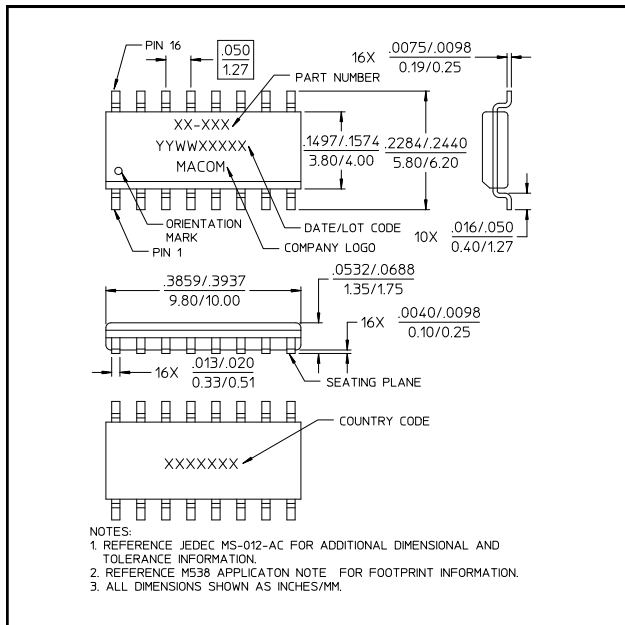 PIN 16
.050
1.27
PART NUMBER
16X .0075/.0098
0.19/0.25
XX-XXX
YYWWXXXXX
MACOM
.1497/.1574
3.80/4.00
.2284/.2440
5.80/6.20
ORIENTATION
MARK
PIN 1
DATE/LOT CODE
COMPANY LOGO
10X .016/.050
0.40/1.27
.3859/.3937
9.80/10.00
.0532/.0688
1.35/1.75
16X .0040/.0098
0.10/0.25
16X .013/.020
0.33/0.51
SEATING PLANE
COUNTRY CODE
XXXXXXX
NOTES:
1. REFERENCE JEDEC MS-012-AC FOR ADDITIONAL DIMENSIONAL AND
TOLERANCE INFORMATION.
2. REFERENCE M538 APPLICATON NOTE FOR FOOTPRINT INFORMATION.
3. ALL DIMENSIONS SHOWN AS INCHES/MM.